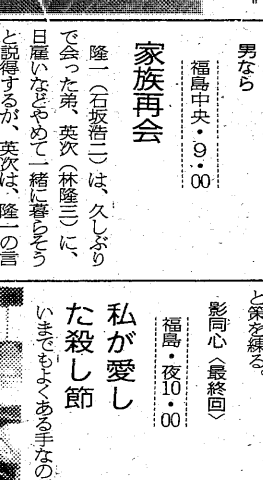 男なら
福島中央・9・00
家族再会
隆一（石坂浩二）は、久しぶり
で会った弟、英次（林隆三）に、
日雇いなどやめて一緒に暮らそう
と説得するが、英次は、隆一の言
と策を練る。
影同心〈最終回〉
福島・夜10・00
私が愛し
た殺し節
いまでもよくある手なの